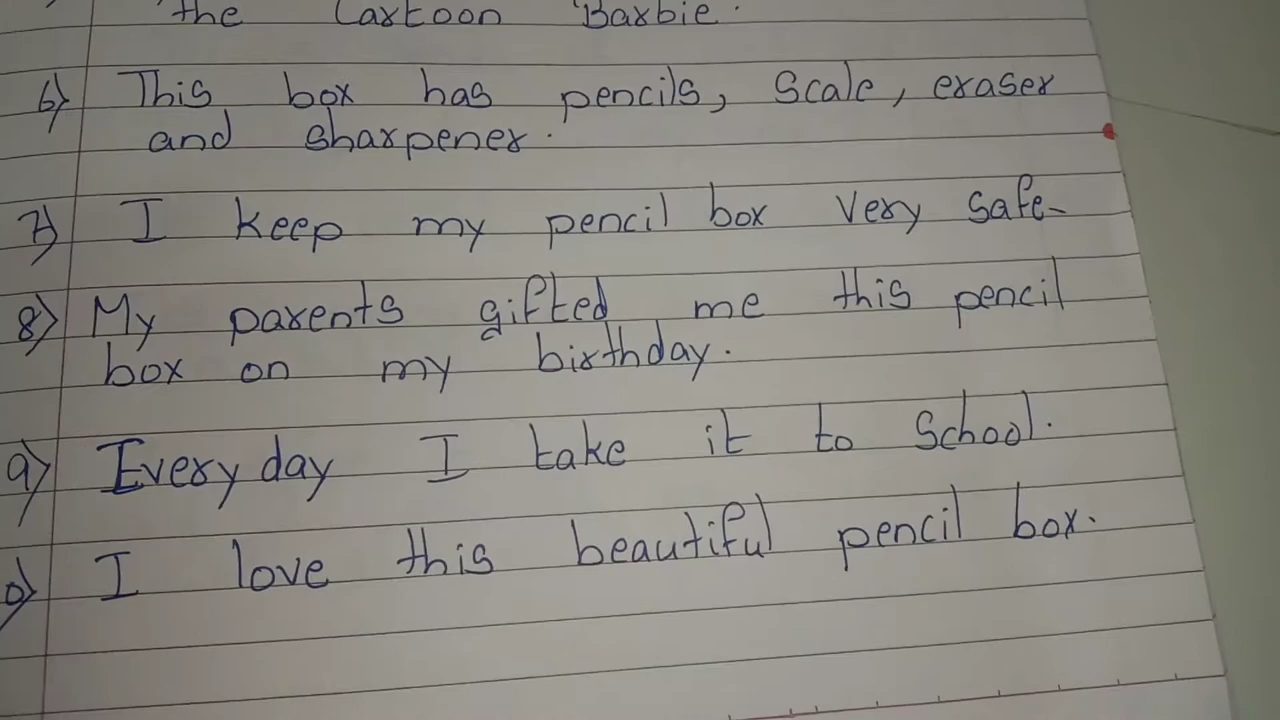 the Cartoon Barbie.
6) This box has pencils, Scale, eraser
and sharpener.
7) I keep my pencil box very safe.
8) My parents gifted me this pencil
box on my birthday.
9) Every day I take it to School.
0) I love this beautiful pencil box.